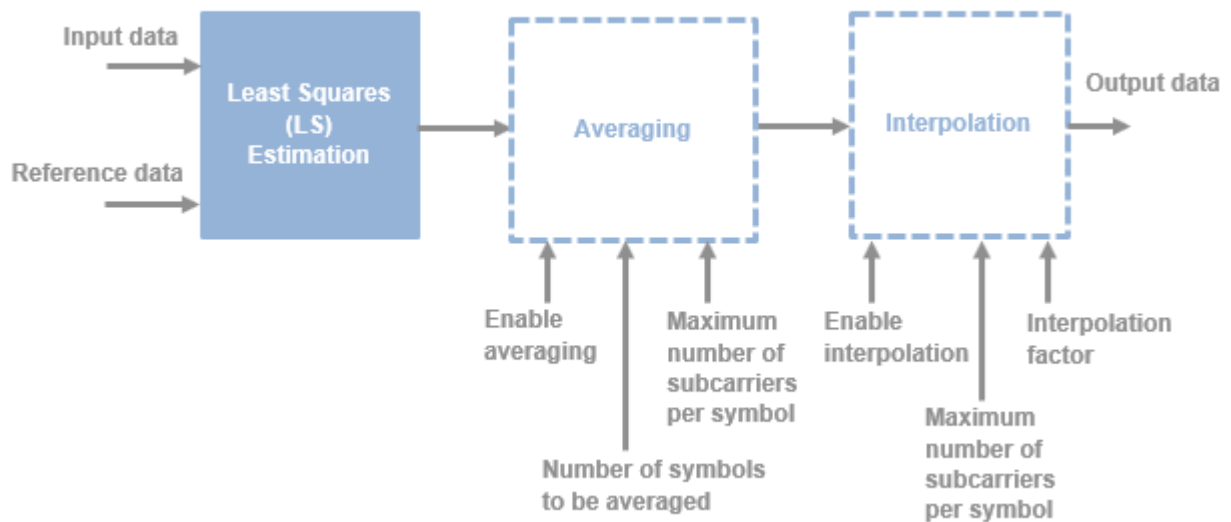 Input data
Reference data
Least Squares
(LS)
Estimation
Averaging
Interpolation
Output data
Enable
averaging
Number of symbols
to be averaged
Maximum
number of
subcarriers
per symbol
Enable
interpolation
Maximum
number of
subcarriers
per symbol
Interpolation
factor